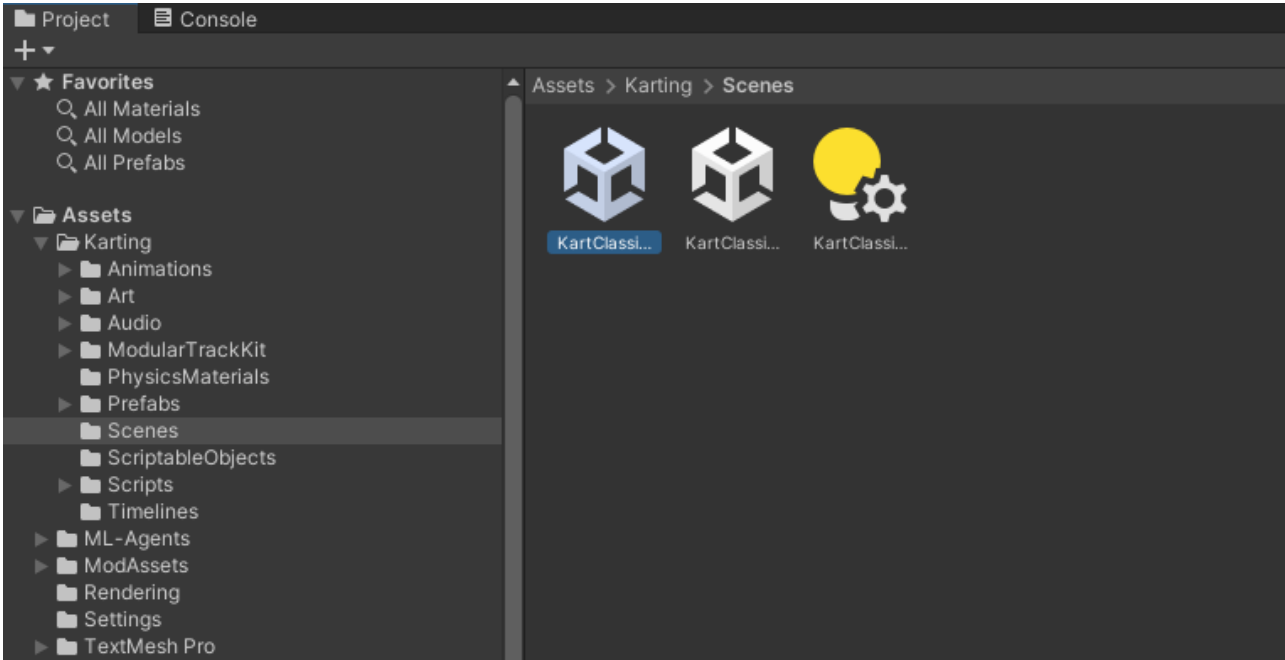 Project Console
Favorites
All Materials
All Models
All Prefabs
Assets
Karting
Animations
Art
Audio
ModularTrackKit
PhysicsMaterials
Prefabs
Scenes
ScriptableObjects
Scripts
Timelines
ML-Agents
ModAssets
Rendering
Settings
TextMesh Pro
Assets > Karting > Scenes
KartClassi... KartClassi... KartClassi...